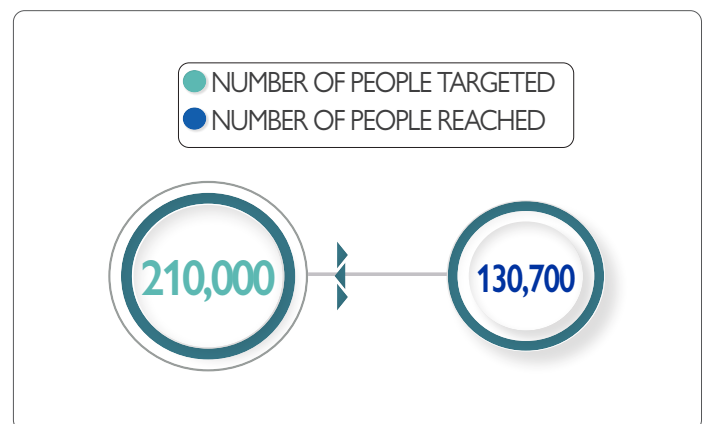 NUMBER OF PEOPLE TARGETED
NUMBER OF PEOPLE REACHED
210,000
130,700